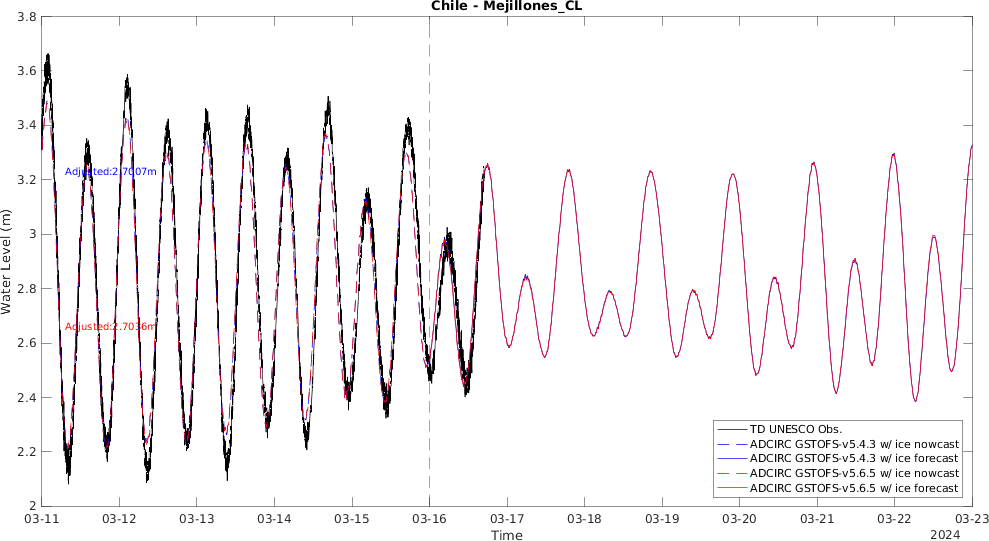 Chile - Mejillones_CL
3.8
3.6
3.4
3.2
3
2.8
2.6
2.4
2.2
2
Water Level (m)
Adjusted:2.7007m
Adjusted:2.7036m
TD UNESCO Obs.
ADCIRC GSTOFS-v5.4.3 w/ ice nowcast
ADCIRC GSTOFS-v5.4.3 w/ ice forecast
ADCIRC GSTOFS-v5.6.5 w/ ice nowcast
ADCIRC GSTOFS-v5.6.5 w/ ice forecast
03-11 03-12 03-13 03-14 03-15 03-16 03-17 03-18 03-19 03-20 03-21 03-22 03-23
Time
2024